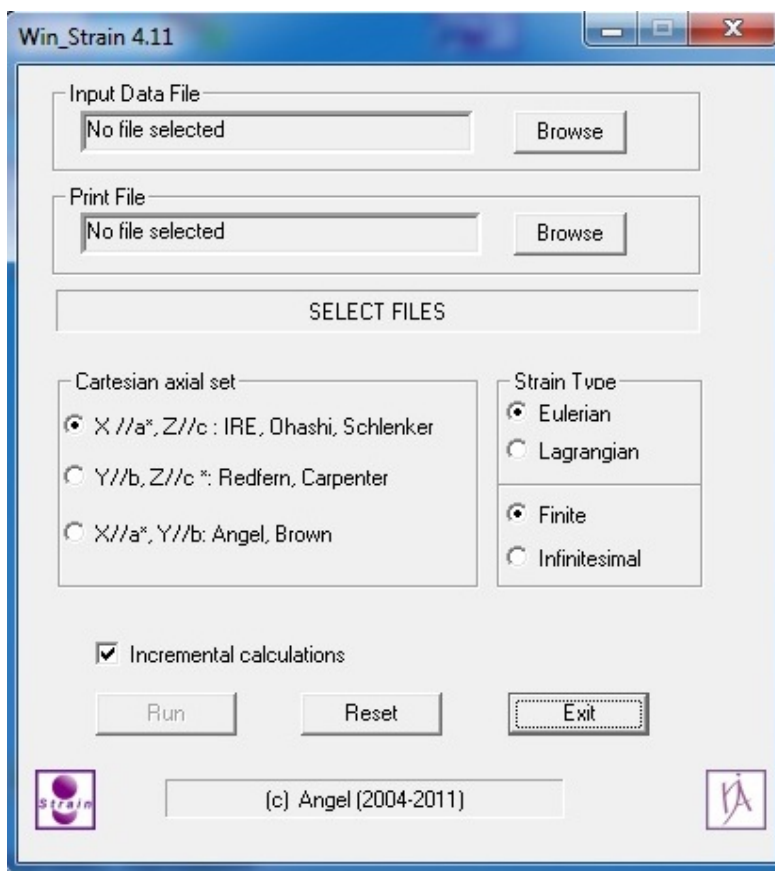 Win_Strain 4.11
Input Data File
No file selected
Browse
Print File
No file selected
Browse
SELECT FILES
Cartesian axial set
X //a*, Z//c : IRE, Ohashi, Schlenker
Y//b, Z//c *: Redfern, Carpenter
X//a*, Y//b: Angel, Brown
Strain Type
Eulerian
Lagrangian
Finite
Infinitesimal
Incremental calculations
Run
Reset
Exit
Strain
(c) Angel (2004-2011)